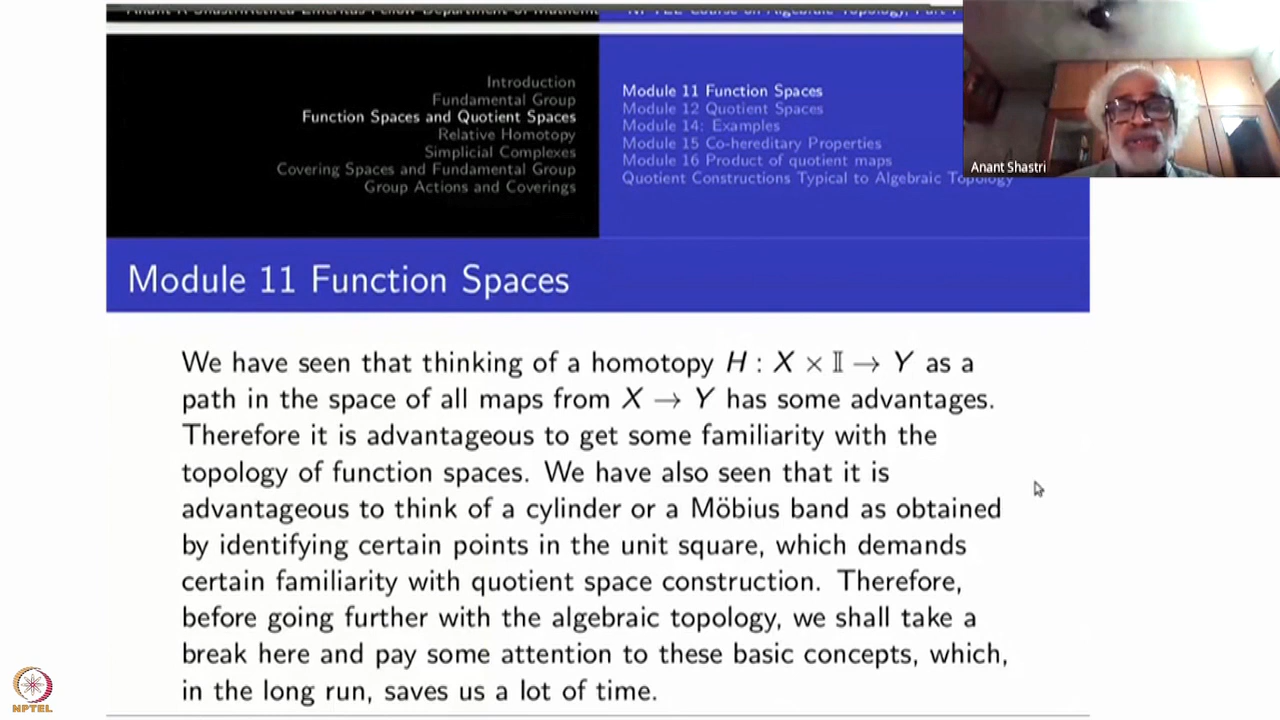 Introduction
Fundamental Group
Function Spaces and Quotient Spaces
Relative Homotopy
Simplicial Complexes
Covering Spaces and Fundamental Group
Group Actions and Coverings
Module 11 Function Spaces
Module 12 Quotient Spaces
Module 14: Examples
Module 15 Co-hereditary Properties
Module 16 Product of quotient maps
Quotient Constructions Typical to Algebraic Topology
Anant Shastri
Module 11 Function Spaces
We have seen that thinking of a homotopy H : X × 𝕀 → Y as a
path in the space of all maps from X → Y has some advantages.
Therefore it is advantageous to get some familiarity with the
topology of function spaces. We have also seen that it is
advantageous to think of a cylinder or a Möbius band as obtained
by identifying certain points in the unit square, which demands
certain familiarity with quotient space construction. Therefore,
before going further with the algebraic topology, we shall take a
break here and pay some attention to these basic concepts, which,
in the long run, saves us a lot of time.
NPTEL